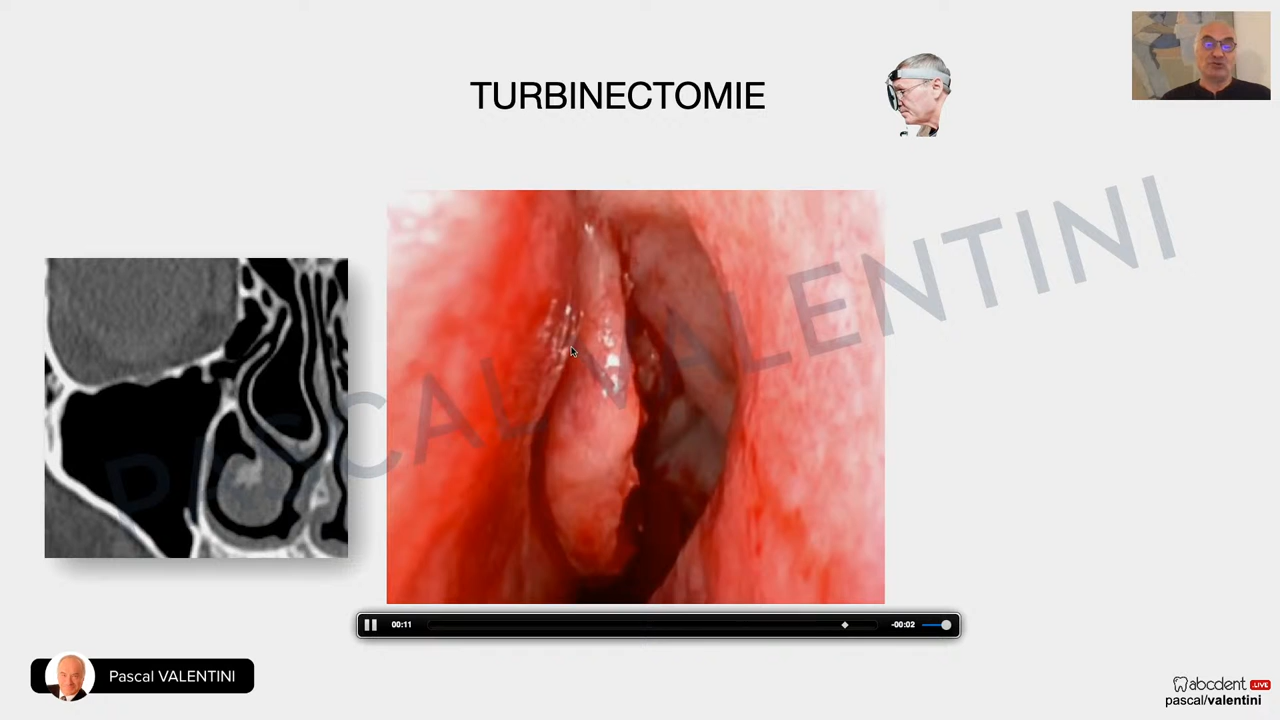 TURBINECTOMIE
PASCAL VALENTINI
00:11
-00:02
Pascal VALENTINI
abcdent LIVE
pascal/valentini